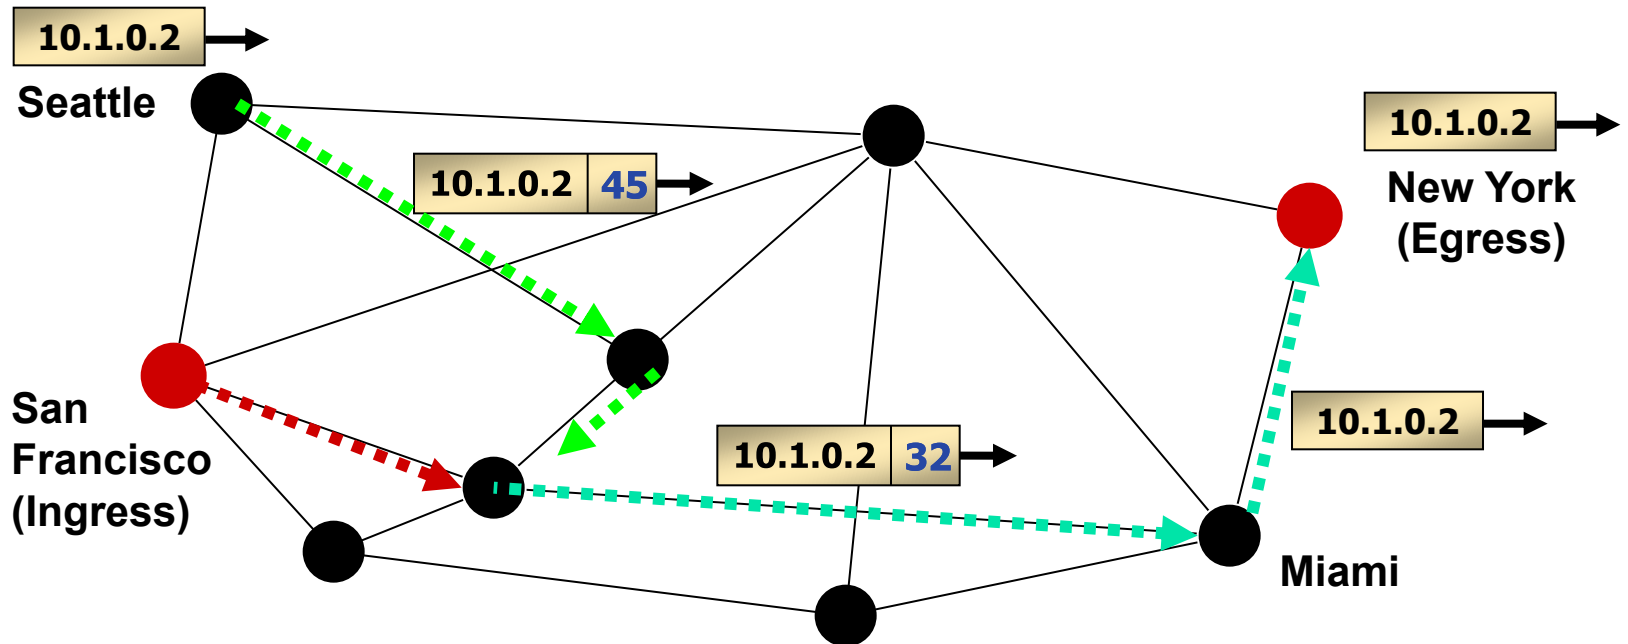 10.1.0.2
Seattle
10.1.0.2
New York
(Egress)
10.1.0.2 45
San
Francisco
(Ingress)
10.1.0.2 32
10.1.0.2
Miami